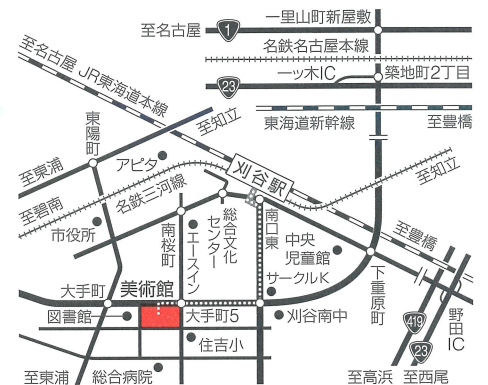 一里山町新屋敷
至名古屋
1
名鉄名古屋本線
至名古屋
JR東海道本線
一ッ木IC
築地町2丁目
23
東海道新幹線
至豊橋
至知立
東陽町
アピタ
至東浦
刈谷駅
至知立
至碧南
名鉄三河線
市役所
南桜町
エースイン
総合文化
センター
南口東
中央
児童館
至豊橋
サークルK
下重原町
大手町
美術館
図書館
大手町5
刈谷南中
住吉小
419
23
野田
IC
至東浦
総合病院
至高浜
至西尾